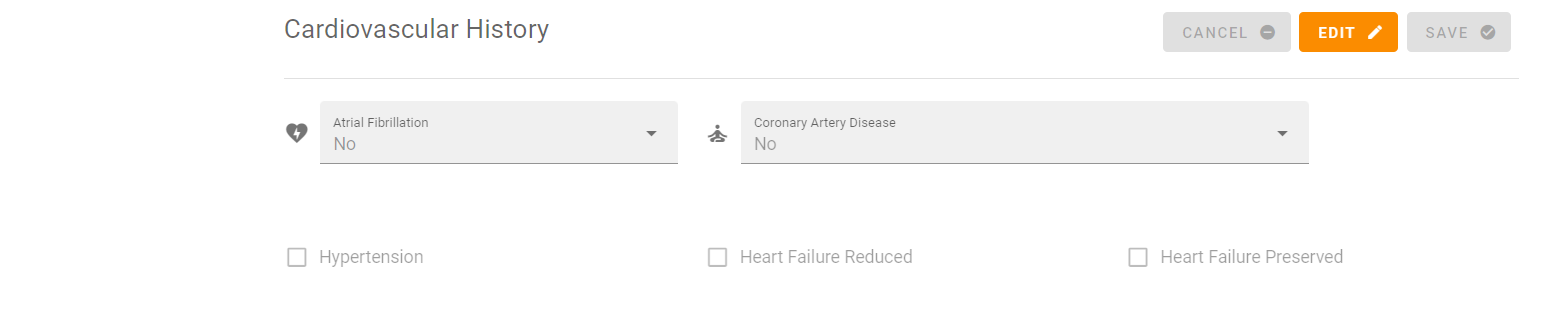 Cardiovascular History
CANCEL EDIT SAVE
Atrial Fibrillation Coronary Artery Disease
No No
Hypertension Heart Failure Reduced Heart Failure Preserved